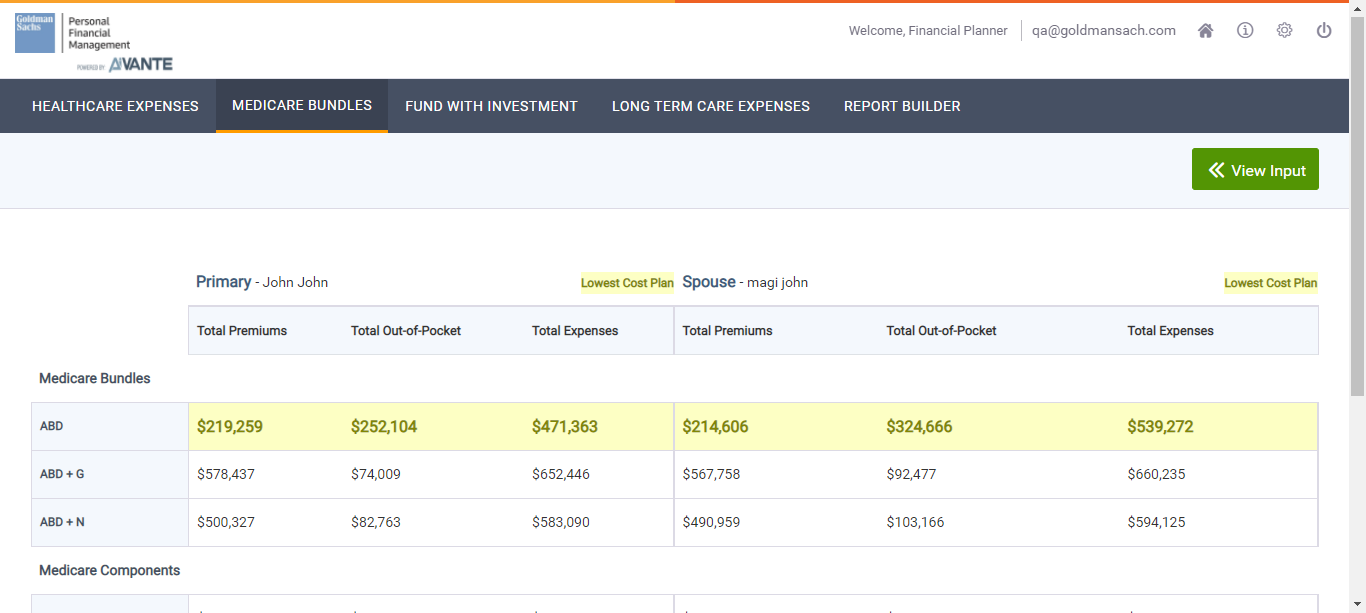 Goldman Sachs
Personal Financial Management
POWERED BY AIVANTE
Welcome, Financial Planner qa@goldmansach.com
HEALTHCARE EXPENSES MEDICARE BUNDLES FUND WITH INVESTMENT LONG TERM CARE EXPENSES REPORT BUILDER
View Input
Primary - John John Lowest Cost Plan Spouse - magi john Lowest Cost Plan
Total Premiums Total Out-of-Pocket Total Expenses Total Premiums Total Out-of-Pocket Total Expenses
Medicare Bundles
ABD $219,259 $252,104 $471,363 $214,606 $324,666 $539,272
ABD + G $578,437 $74,009 $652,446 $567,758 $92,477 $660,235
ABD + N $500,327 $82,763 $583,090 $490,959 $103,166 $594,125
Medicare Components